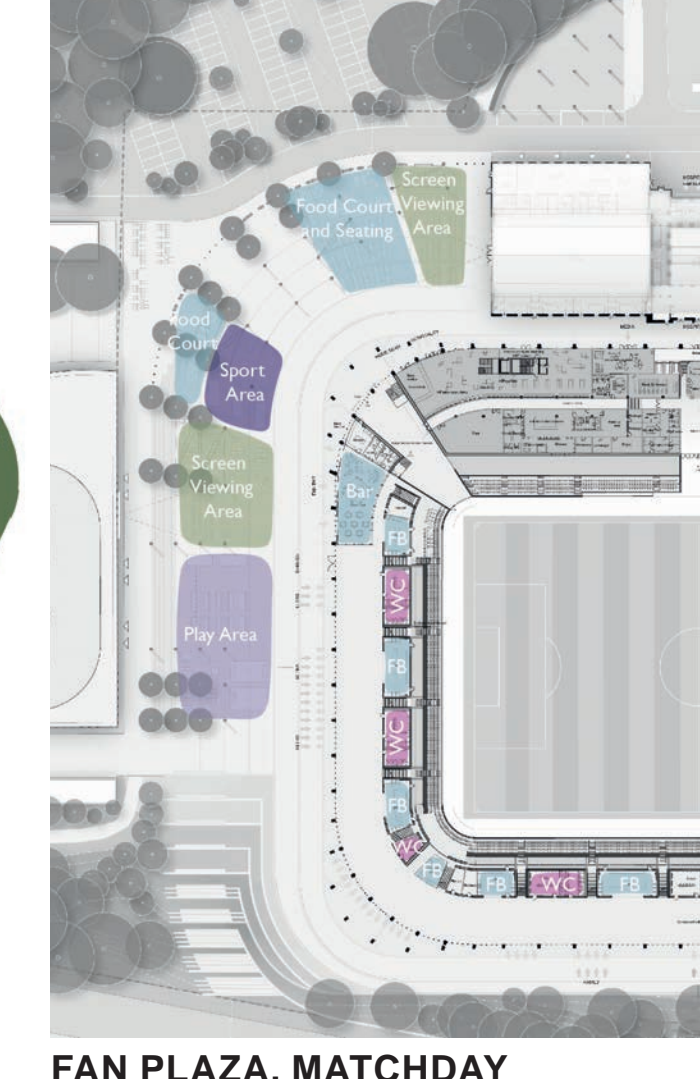 Screen
Viewing
Area
Food Court
and Seating
Food
Court
Sport
Area
Screen
Viewing
Area
Bar
FB
WC
Play Area
FB
WC
FB
WC
FB
FB
WC
FB
FAN PLAZA, MATCHDAY